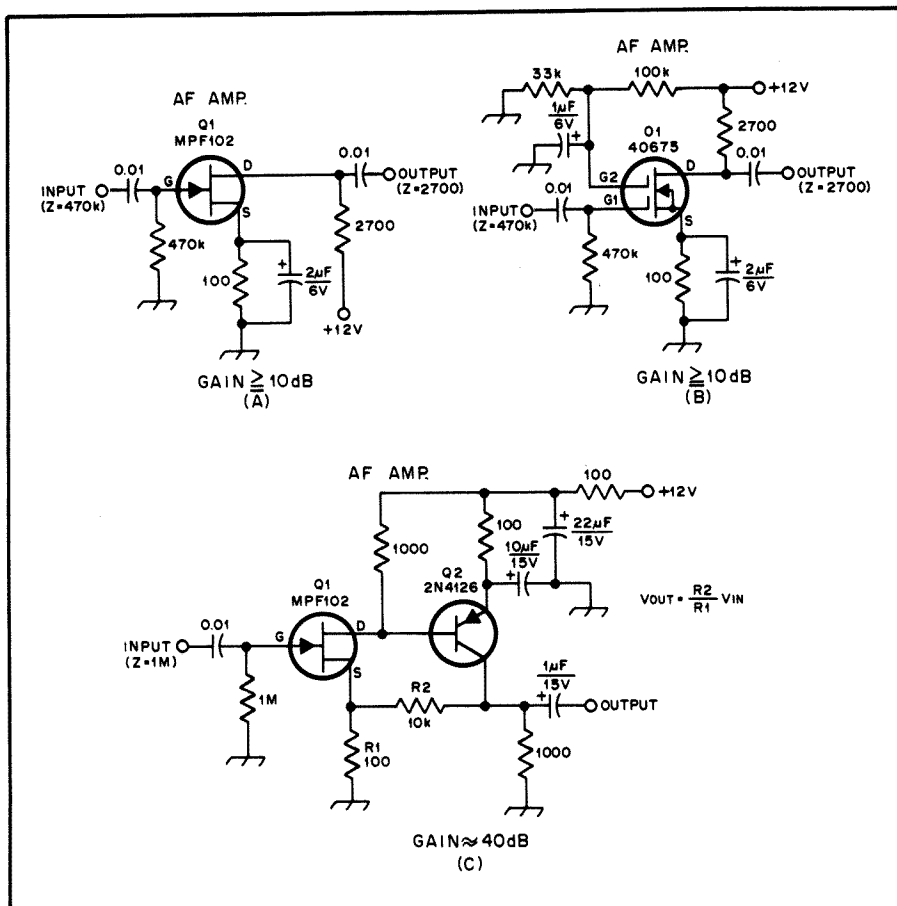 AF AMP.
Q1
MPF102
0.01
INPUT
(Z=470k)
G
D
S
0.01
OUTPUT
(Z=2700)
470k
2700
100
+
2µF
6V
+12V
GAIN ≧ 10dB
(A)
AF AMP.
33k
100k
+12V
1µF
6V
+
2700
Q1
40675
0.01
OUTPUT
(Z=2700)
G2
D
G1
S
0.01
INPUT
(Z=470k)
470k
100
+
2µF
6V
GAIN ≧ 10dB
(B)
AF AMP.
100
+12V
1000
100
+
22µF
15V
10µF
15V
+
Q1
MPF102
Q2
2N4126
VOUT = R2/R1 VIN
0.01
INPUT
(Z=1M)
G
D
S
1M
R2
10k
1µF
15V
+
OUTPUT
R1
100
1000
GAIN ≈ 40dB
(C)